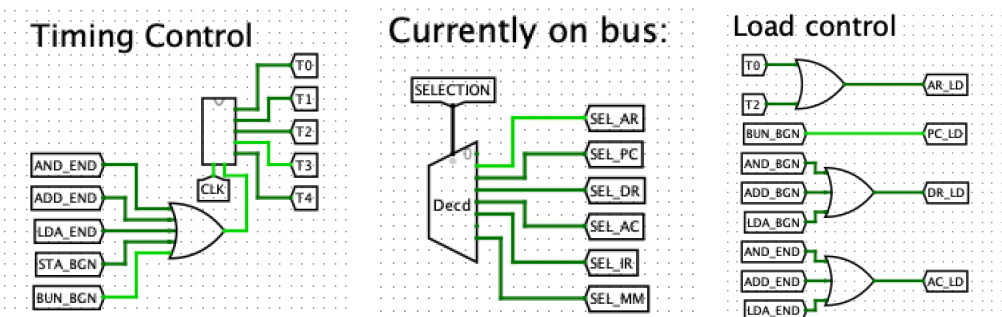 Timing Control
T0
T1
T2
T3
T4
CLK
AND_END
ADD_END
LDA_END
STA_BGN
BUN_BGN
Currently on bus:
SELECTION
0
Decd
SEL_AR
SEL_PC
SEL_DR
SEL_AC
SEL_IR
SEL_MM
Load control
T0
T2
AR_LD
BUN_BGN
PC_LD
AND_BGN
ADD_BGN
LDA_BGN
DR_LD
AND_END
ADD_END
LDA_END
AC_LD